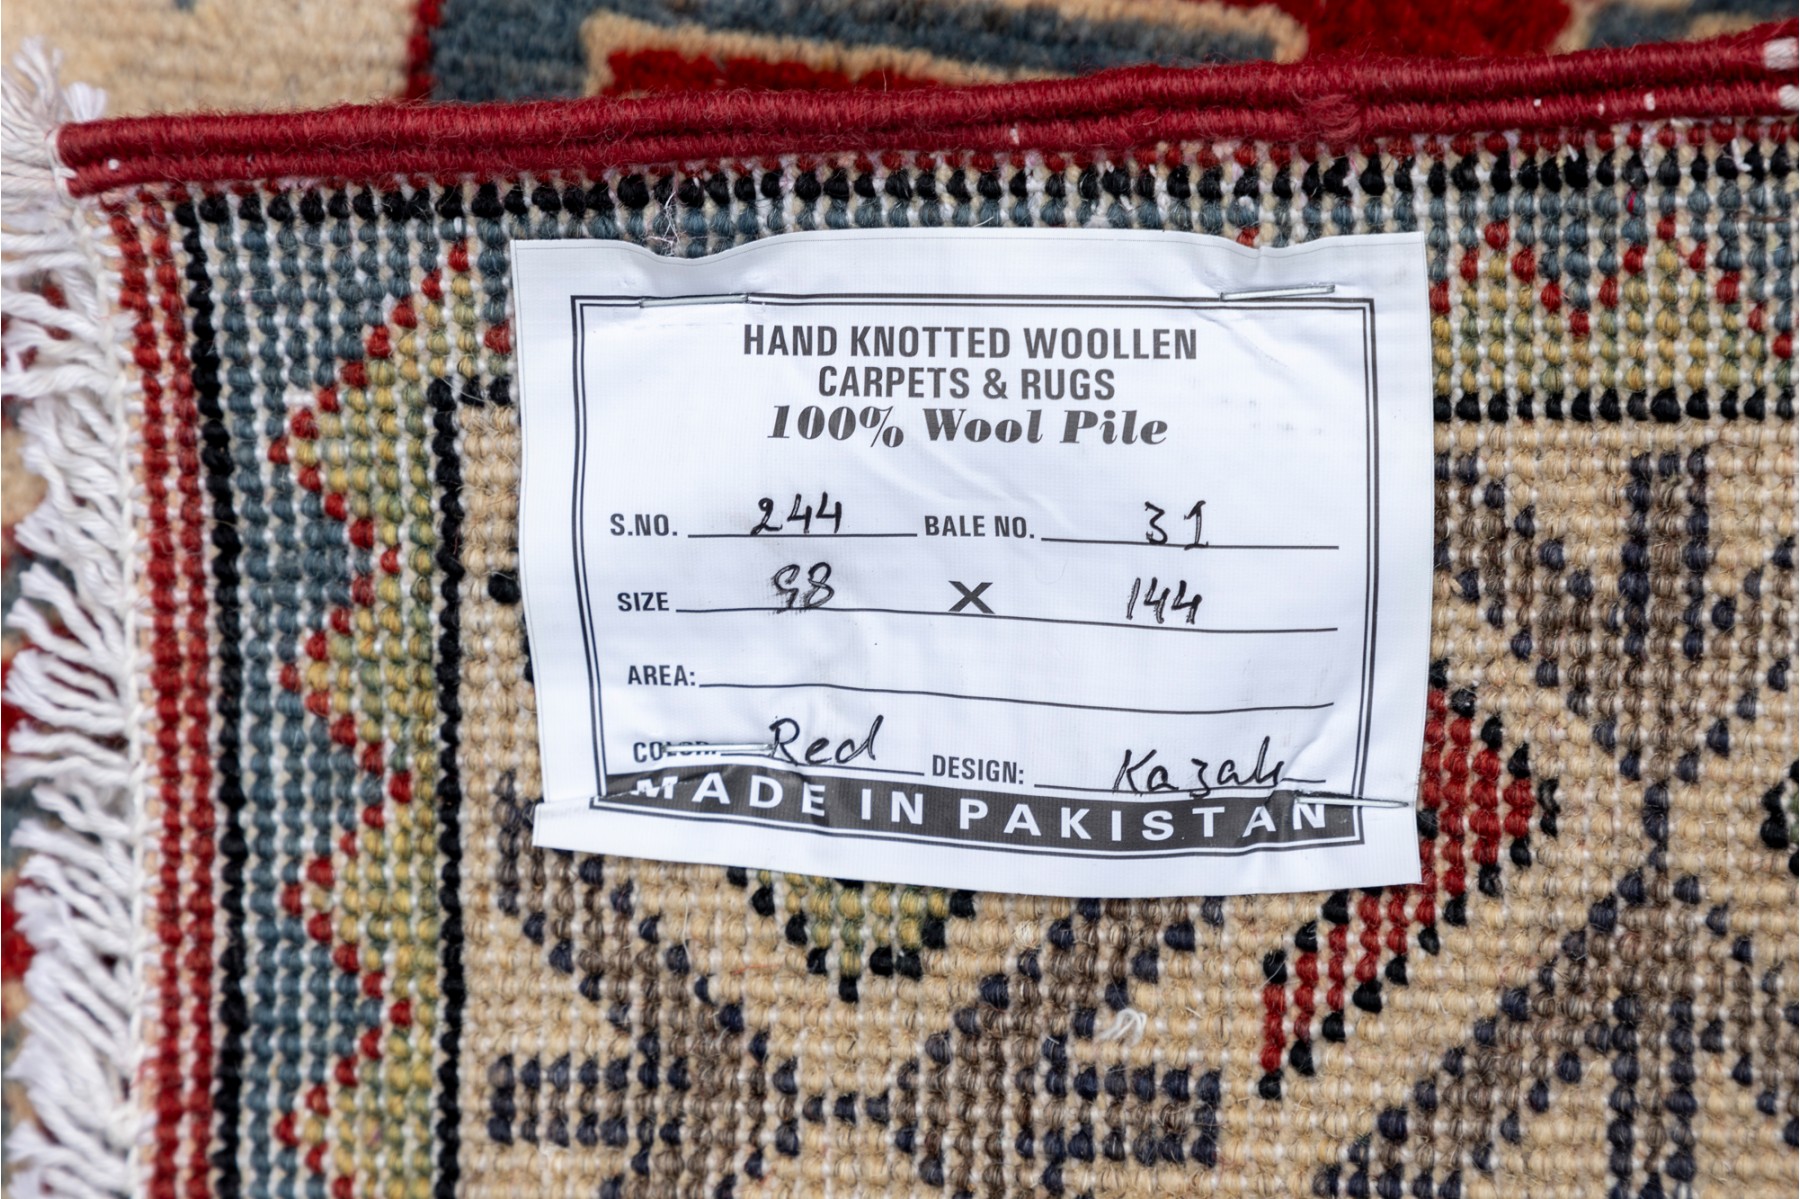 HAND KNOTTED WOOLLEN
CARPETS & RUGS
100% Wool Pile
S.NO. 244 BALE NO. 31
SIZE 98 X 144
AREA:
COLOR: Red DESIGN: Kazak
MADE IN PAKISTAN